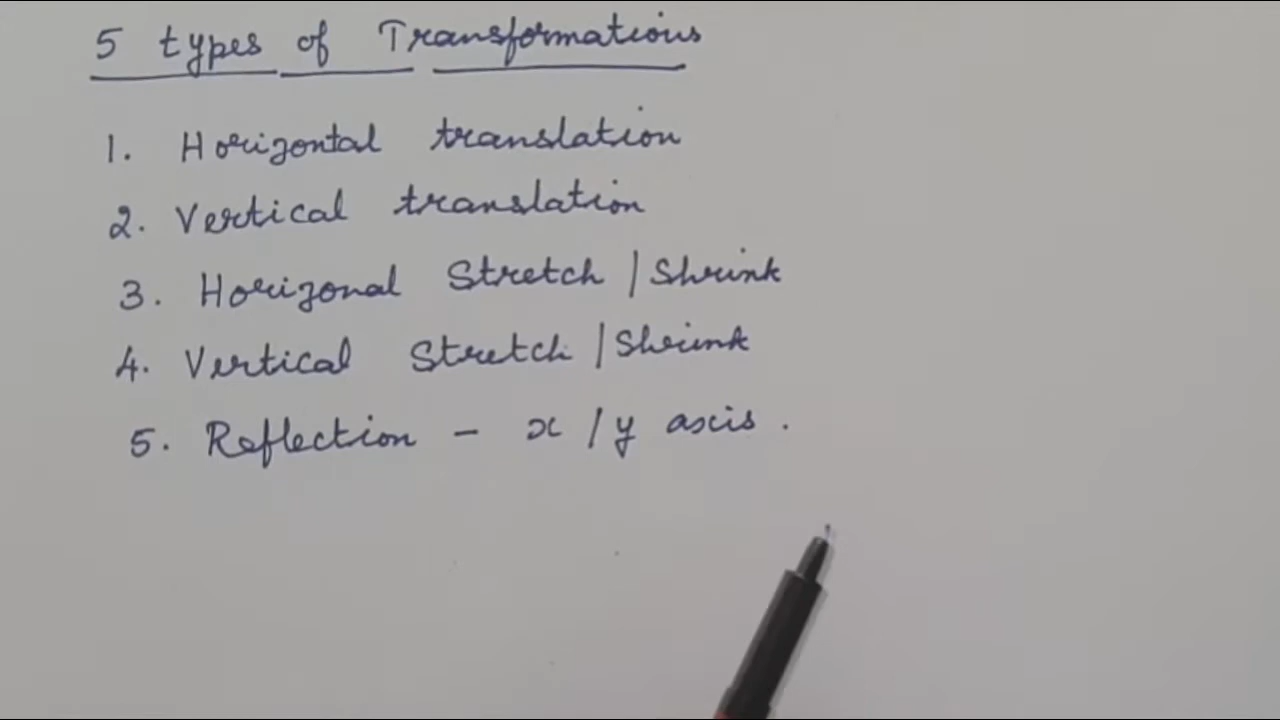 5 types of Transformations
1. Horizontal translation
2. Vertical translation
3. Horizonal Stretch / Shrink
4. Vertical Stretch / Shrink
5. Reflection - x / y axis.